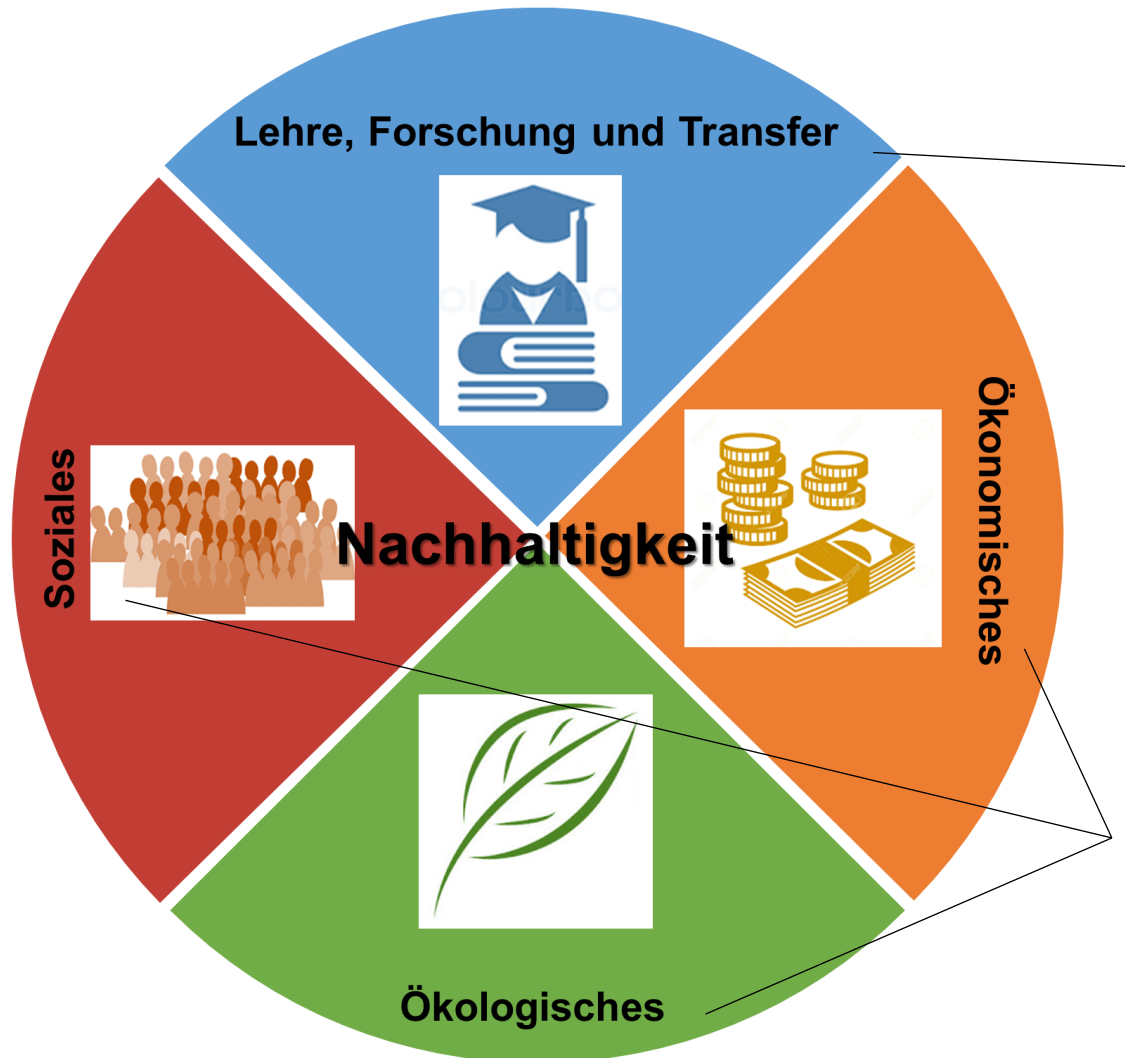 Lehre, Forschung und Transfer
Soziales
Nachhaltigkeit
Ökonomisches
Ökologisches